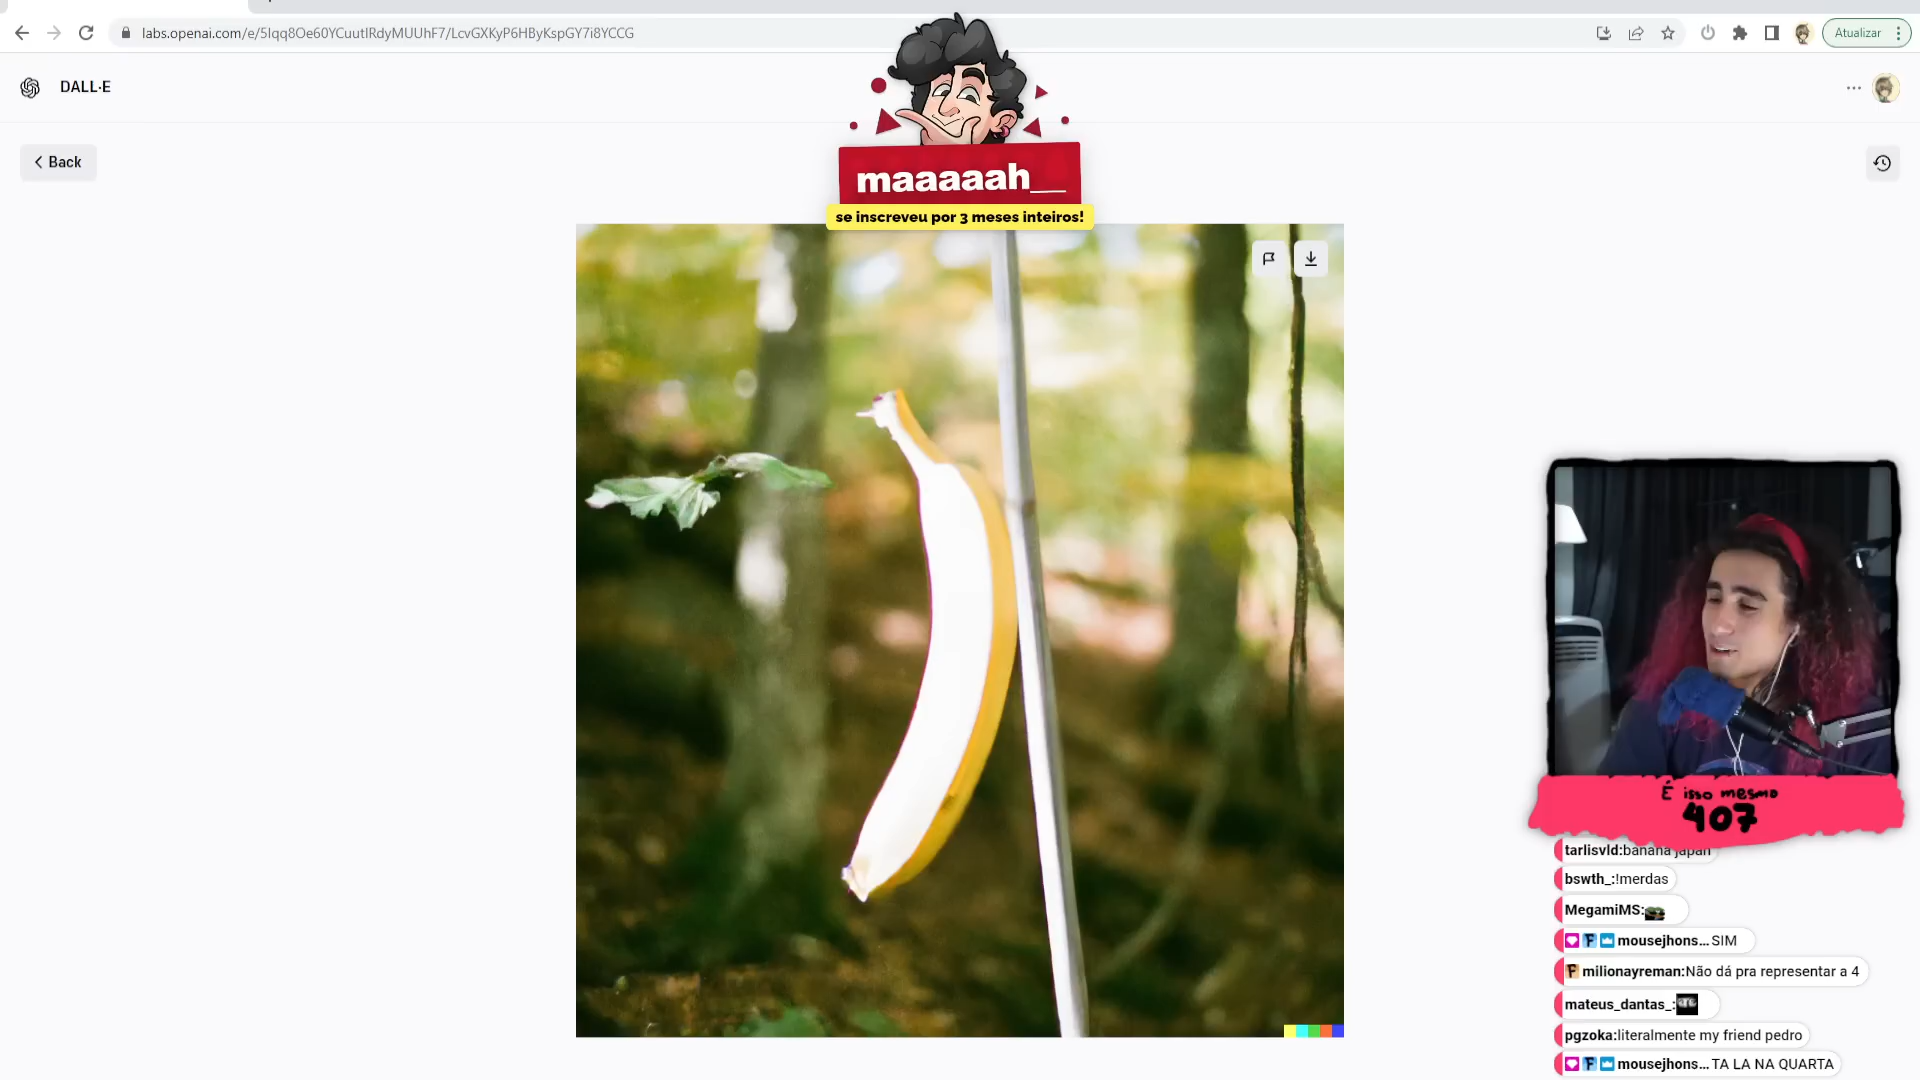 labs.openai.com/e/5Iqq8Oe60YCuutIRdyMUUhF7/LcvGXKyP6HByKspGY7i8YCCG
Atualizar
DALL·E
Back
maaaaah__
se inscreveu por 3 meses inteiros!
É isso mesmo
407
tarlisvld:banana japan
bswth_:!merdas
MegamiMS:
mousejhons... SIM
milionayreman:Não dá pra representar a 4
mateus_dantas_:
pgzoka:literalmente my friend pedro
mousejhons... TA LA NA QUARTA